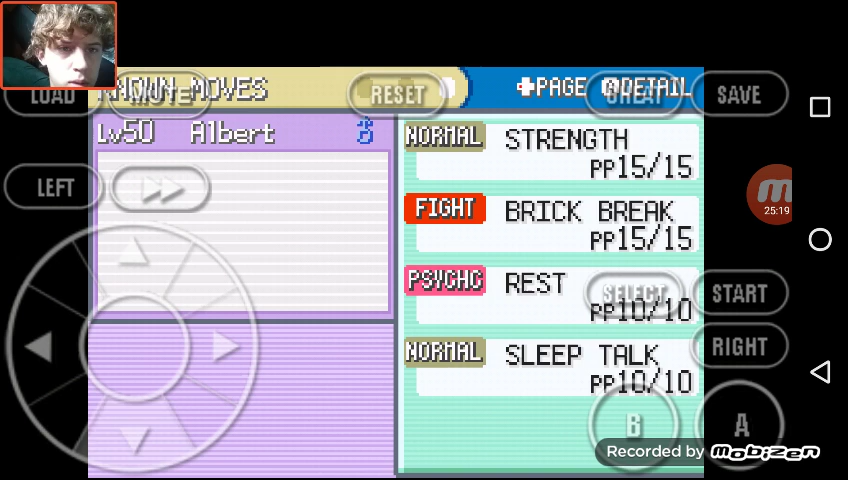 LOAD
MOVE
KNOWN MOVES
RESET
PAGE DETAIL
CHEAT
SAVE
Lv50 Albert
NORMAL STRENGTH
PP15/15
LEFT
25:19
FIGHT BRICK BREAK
PP15/15
PSYCHC REST
PP10/10
SELECT
START
NORMAL SLEEP TALK
PP10/10
RIGHT
B
A
Recorded by mobizen